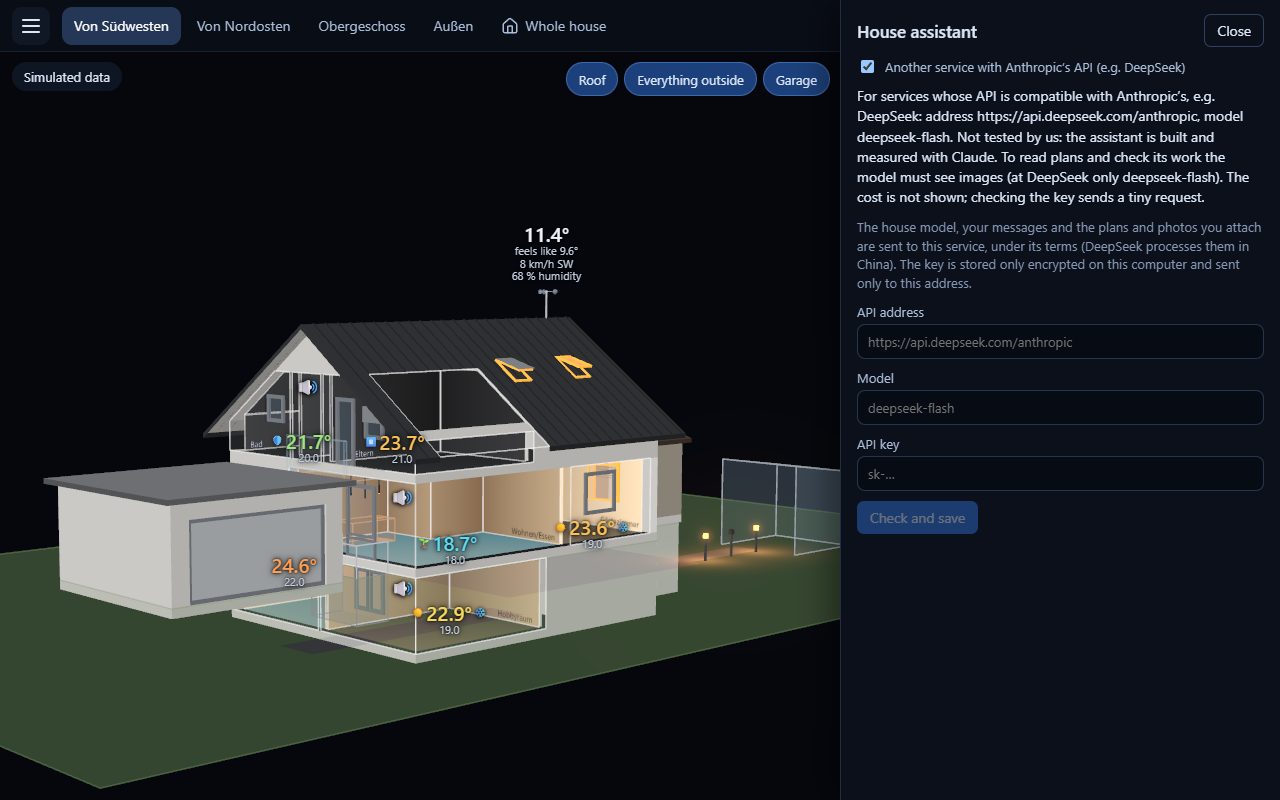 Von Südwesten
Von Nordosten
Obergeschoss
Außen
Whole house
Simulated data
Roof
Everything outside
Garage
11.4°
feels like 9.6°
8 km/h SW
68 % humidity
Bad
21.7°
20.0
Eltern
23.7°
21.0
Wohnen/Essen
18.7°
18.0
23.6°
19.0
24.6°
22.0
22.9°
19.0
Hobbyraum
House assistant
Close
Another service with Anthropic's API (e.g. DeepSeek)
For services whose API is compatible with Anthropic's, e.g.
DeepSeek: address https://api.deepseek.com/anthropic, model
deepseek-flash. Not tested by us: the assistant is built and
measured with Claude. To read plans and check its work the
model must see images (at DeepSeek only deepseek-flash). The
cost is not shown; checking the key sends a tiny request.
The house model, your messages and the plans and photos you attach
are sent to this service, under its terms (DeepSeek processes them in
China). The key is stored only encrypted on this computer and sent
only to this address.
API address
https://api.deepseek.com/anthropic
Model
deepseek-flash
API key
sk-...
Check and save